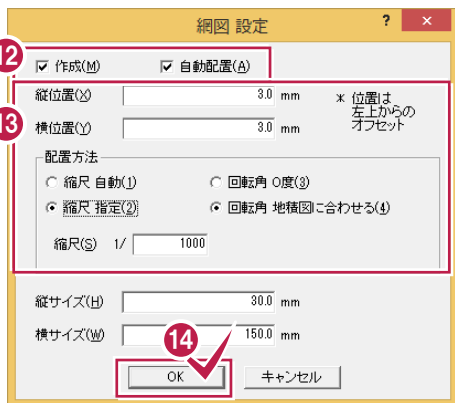 網図 設定 ? ×
12 作成(M) 自動配置(A)
13
縦位置(X) 3.0 mm
横位置(Y) 3.0 mm
* 位置は
左上からの
オフセット
配置方法
縮尺 自動(1) 回転角 0度(3)
縮尺 指定(2) 回転角 地積図に合わせる(4)
縮尺(S) 1/ 1000
縦サイズ(H) 30.0 mm
横サイズ(W) 150.0 mm
14
OK キャンセル